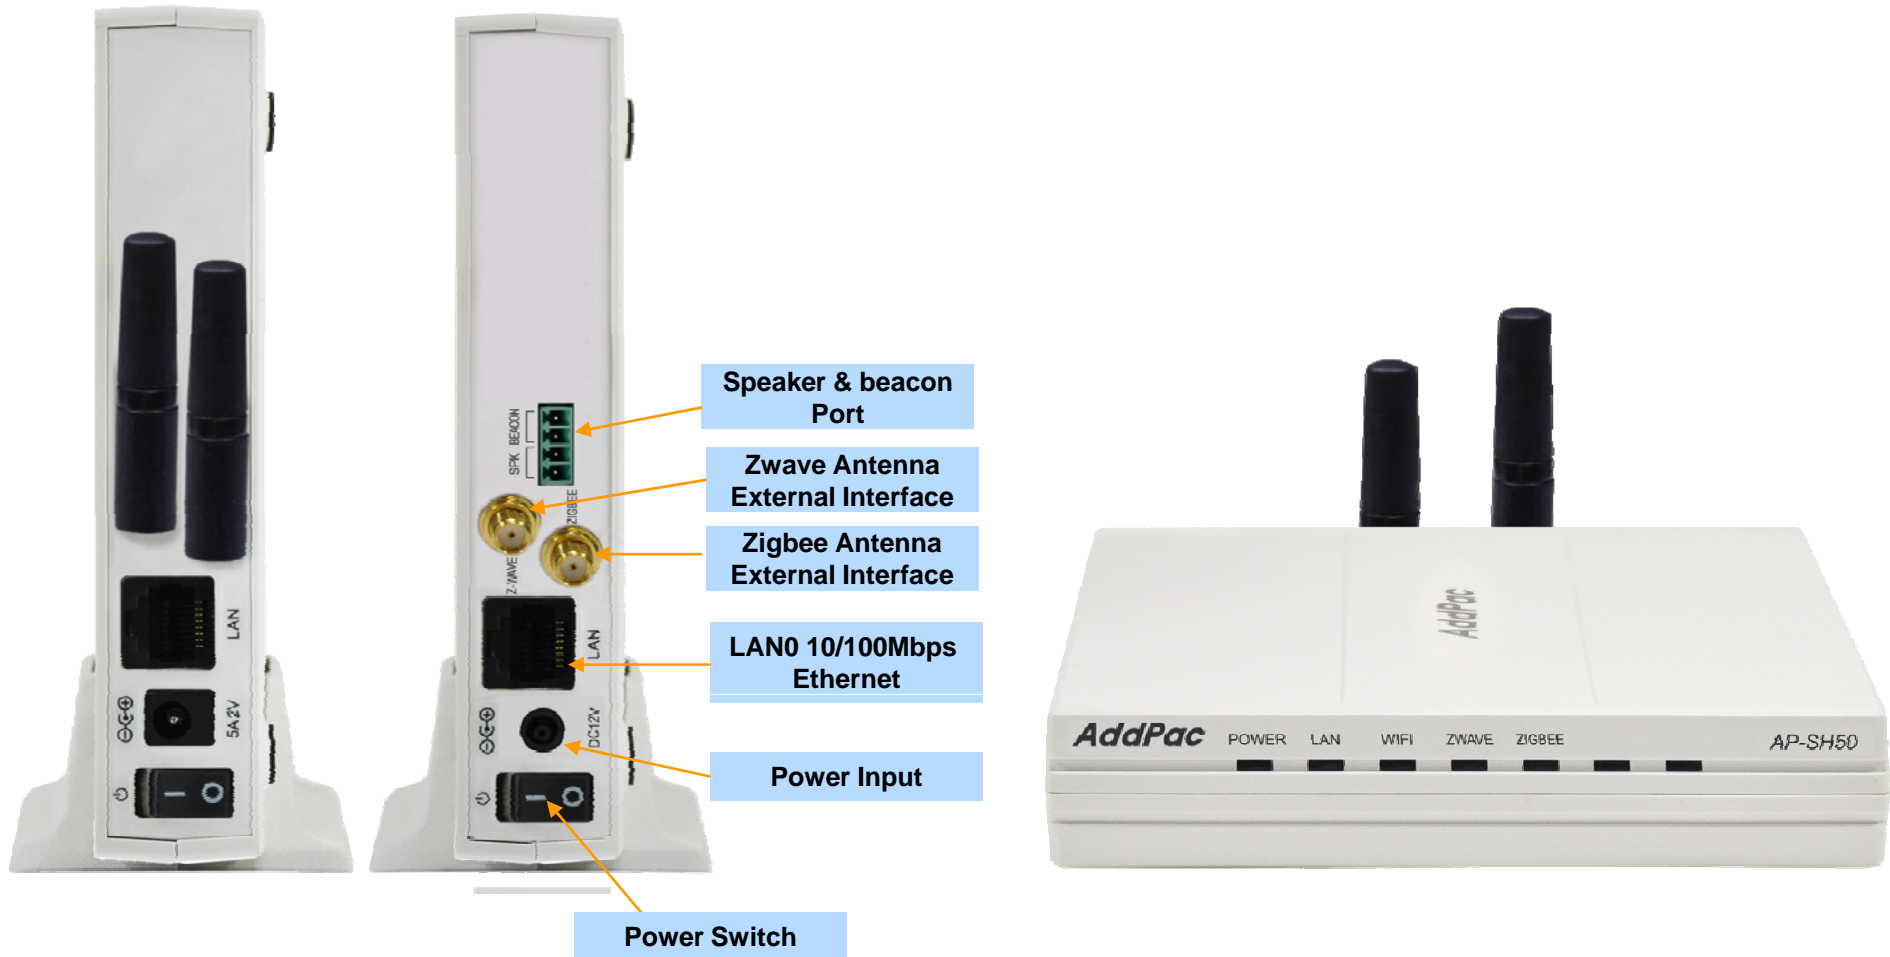 LAN
5A2V
BEACON
SPK
ZIGBEE
Z-WAVE
LAN
DC12V
Speaker & beacon
Port
Zwave Antenna
External Interface
Zigbee Antenna
External Interface
LAN0 10/100Mbps
Ethernet
Power Input
Power Switch
AddPac
AddPac
POWER LAN WIFI ZWAVE ZIGBEE
AP-SH50